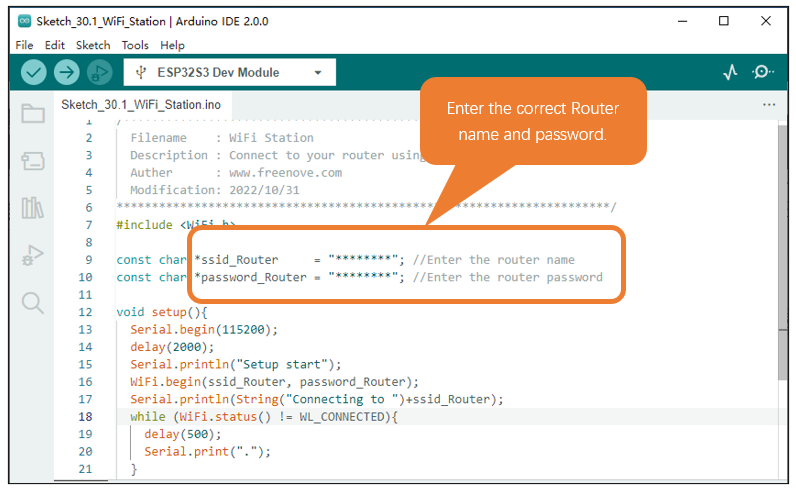 Sketch_30.1_WiFi_Station | Arduino IDE 2.0.0
File Edit Sketch Tools Help
ESP32S3 Dev Module
Sketch_30.1_WiFi_Station.ino
Enter the correct Router
name and password.
1 /**********************
2 Filename : WiFi Station
3 Description : Connect to your router using
4 Auther : www.freenove.com
5 Modification: 2022/10/31
6 **********************************************************************/
7 #include <WiFi.h>
8
9 const char *ssid_Router = "********"; //Enter the router name
10 const char *password_Router = "********"; //Enter the router password
11
12 void setup(){
13 Serial.begin(115200);
14 delay(2000);
15 Serial.println("Setup start");
16 WiFi.begin(ssid_Router, password_Router);
17 Serial.println(String("Connecting to ")+ssid_Router);
18 while (WiFi.status() != WL_CONNECTED){
19 delay(500);
20 Serial.print(".");
21 }